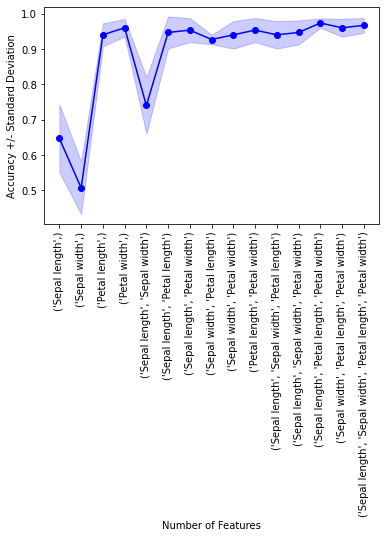 Accuracy +/- Standard Deviation
1.0
0.9
0.8
0.7
0.6
0.5
('Sepal length',)
('Sepal width',)
('Petal length',)
('Petal width',)
('Sepal length', 'Sepal width')
('Sepal length', 'Petal length')
('Sepal length', 'Petal width')
('Sepal width', 'Petal length')
('Sepal width', 'Petal width')
('Petal length', 'Petal width')
('Sepal length', 'Sepal width', 'Petal length')
('Sepal length', 'Sepal width', 'Petal width')
('Sepal length', 'Petal length', 'Petal width')
('Sepal width', 'Petal length', 'Petal width')
('Sepal length', 'Sepal width', 'Petal length', 'Petal width')
Number of Features